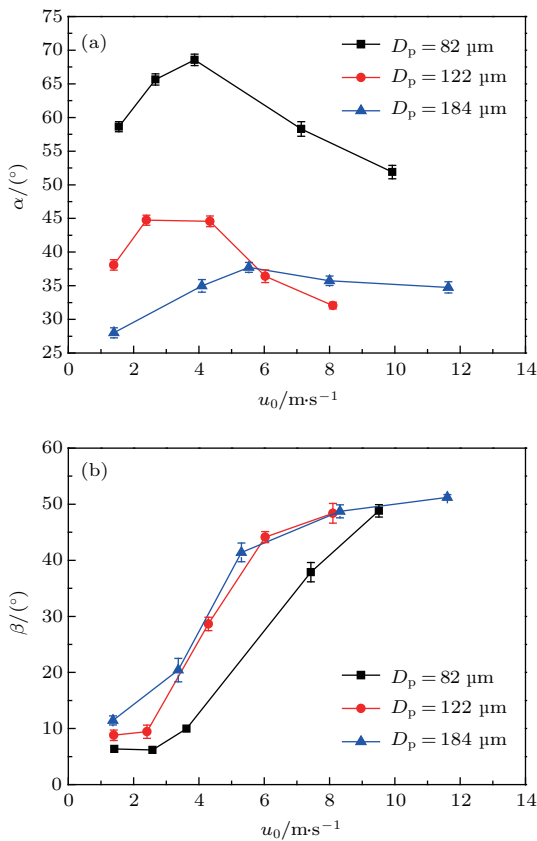 (a)
D_p = 82 µm
D_p = 122 µm
D_p = 184 µm
75
70
65
60
55
50
45
40
35
30
25
α/(°)
0 2 4 6 8 10 12 14
u_0/m·s^{-1}
(b)
60
50
40
30
20
10
0
β/(°)
D_p = 82 µm
D_p = 122 µm
D_p = 184 µm
0 2 4 6 8 10 12 14
u_0/m·s^{-1}